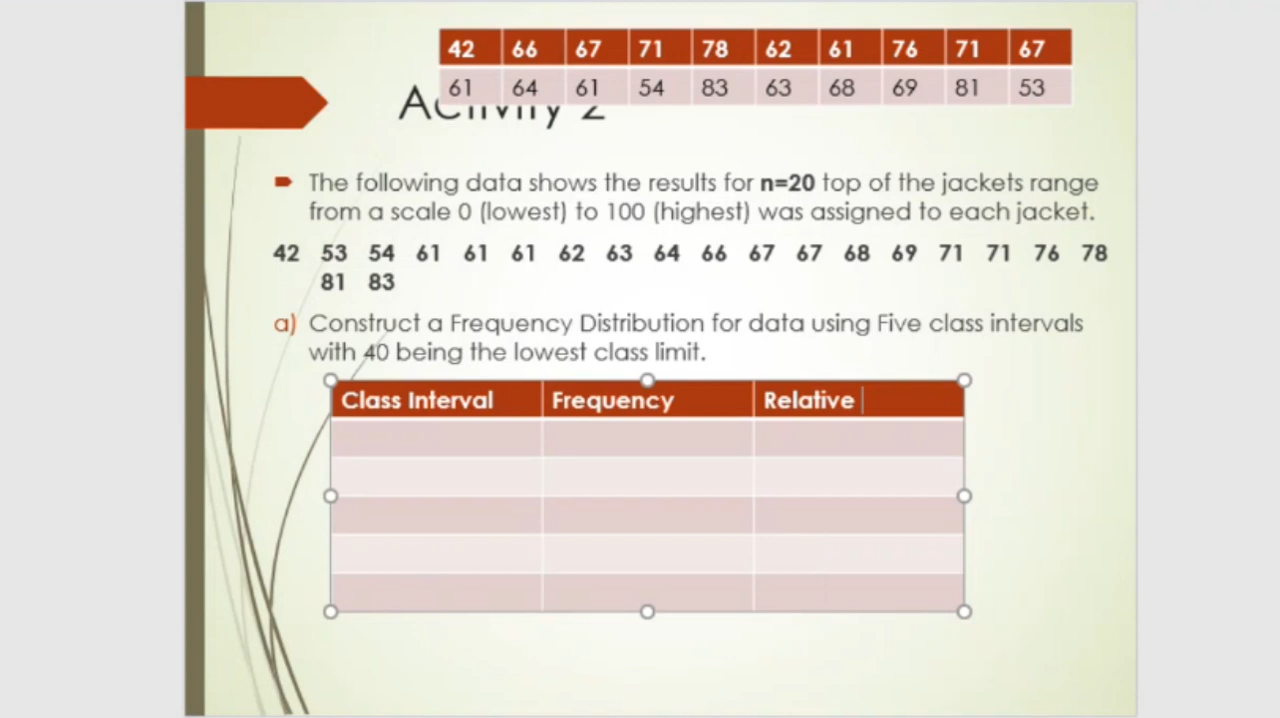 42 66 67 71 78 62 61 76 71 67
61 64 61 54 83 63 68 69 81 53
Activity 2
The following data shows the results for n=20 top of the jackets range
from a scale 0 (lowest) to 100 (highest) was assigned to each jacket.
42 53 54 61 61 61 62 63 64 66 67 67 68 69 71 71 76 78
81 83
a) Construct a Frequency Distribution for data using Five class intervals
with 40 being the lowest class limit.
Class Interval Frequency Relative